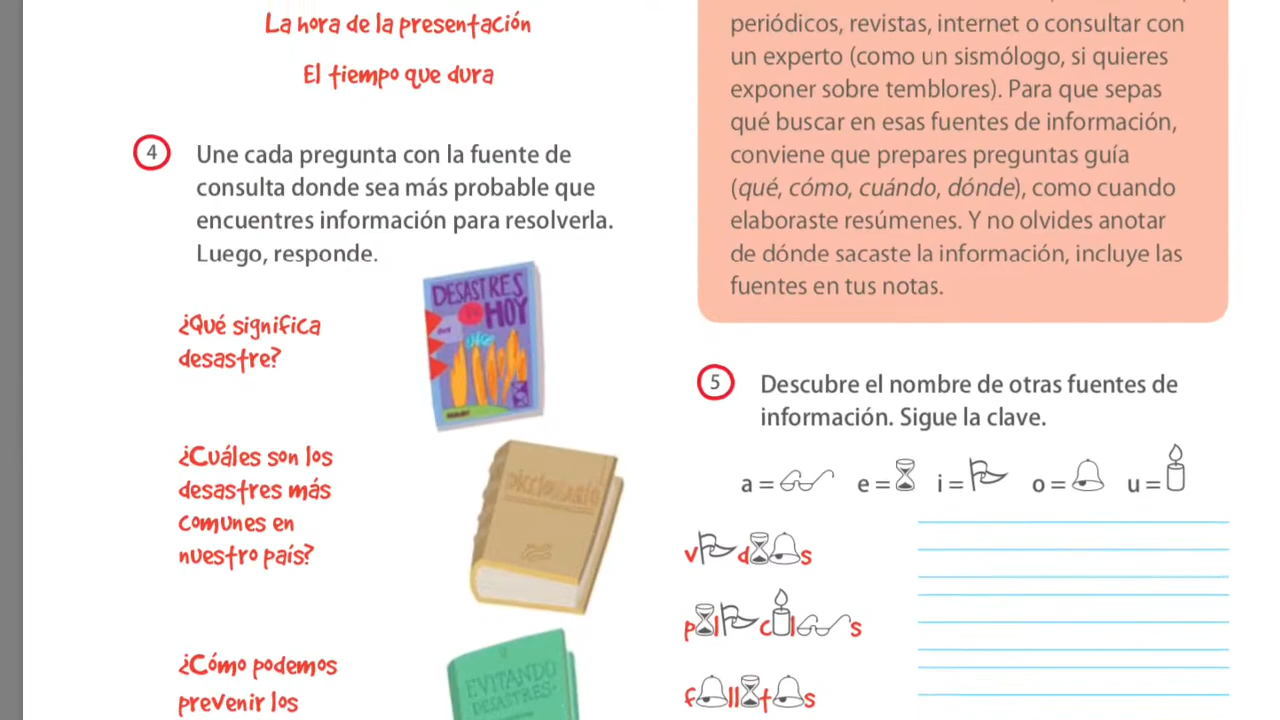 La hora de la presentación
El tiempo que dura
4 Une cada pregunta con la fuente de
consulta donde sea más probable que
encuentres información para resolverla.
Luego, responde.
¿Qué significa
desastre?
DESASTRES
HOY
¿Cuáles son los
desastres más
comunes en
nuestro país?
Diccionario
¿Cómo podemos
prevenir los
EVITANDO
DESASTRES
periódicos, revistas, internet o consultar con
un experto (como un sismólogo, si quieres
exponer sobre temblores). Para que sepas
qué buscar en esas fuentes de información,
conviene que prepares preguntas guía
(qué, cómo, cuándo, dónde), como cuando
elaboraste resúmenes. Y no olvides anotar
de dónde sacaste la información, incluye las
fuentes en tus notas.
5 Descubre el nombre de otras fuentes de
información. Sigue la clave.
a = e = i = o = u =
v d s
p l c l s
f ll t s